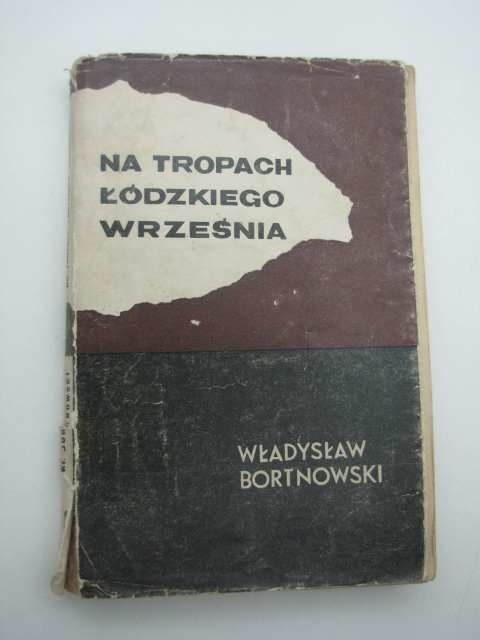 NA TROPACH
ŁÓDZKIEGO
WRZEŚNIA
WŁADYSŁAW
BORTNOWSKI